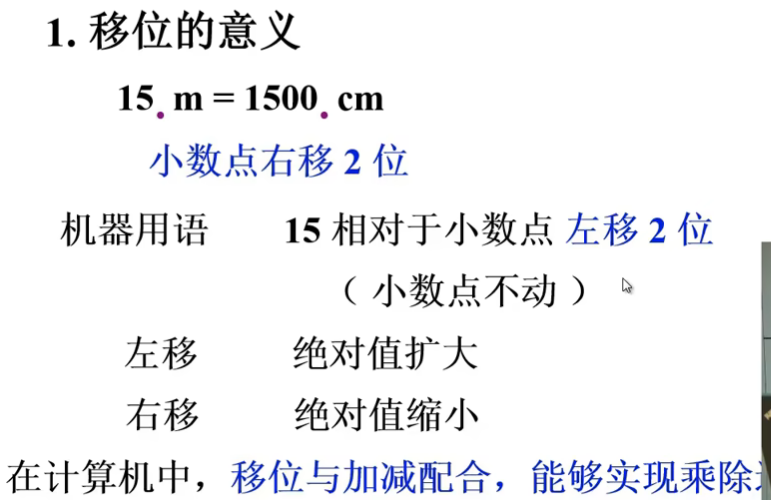 1. 移位的意义
15. m = 1500. cm
小数点右移 2 位
机器用语 15 相对于小数点 左移 2 位
（ 小数点不动 ）
左移 绝对值扩大
右移 绝对值缩小
在计算机中，移位与加减配合，能够实现乘除